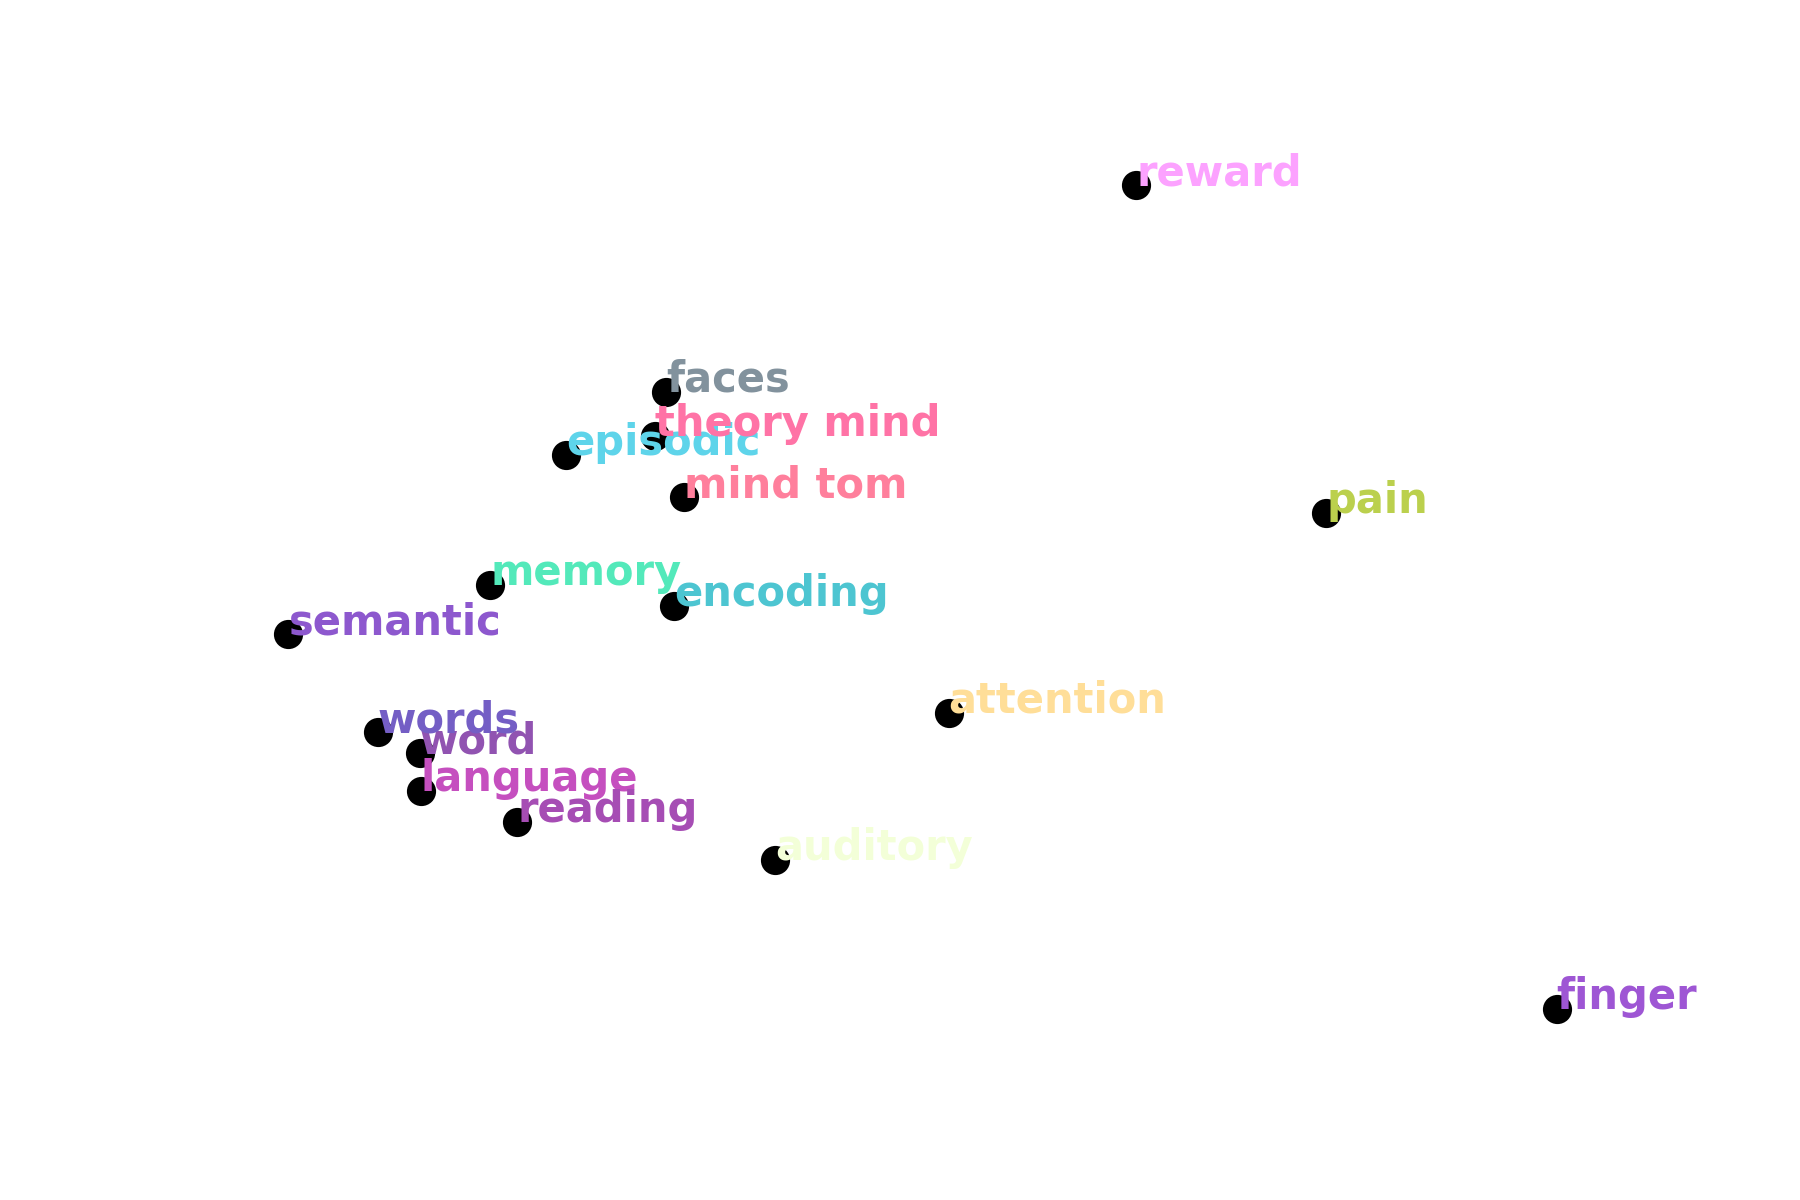 reward
faces
theory mind
episodic
mind tom
pain
memory
encoding
semantic
attention
words
word
language
reading
auditory
finger